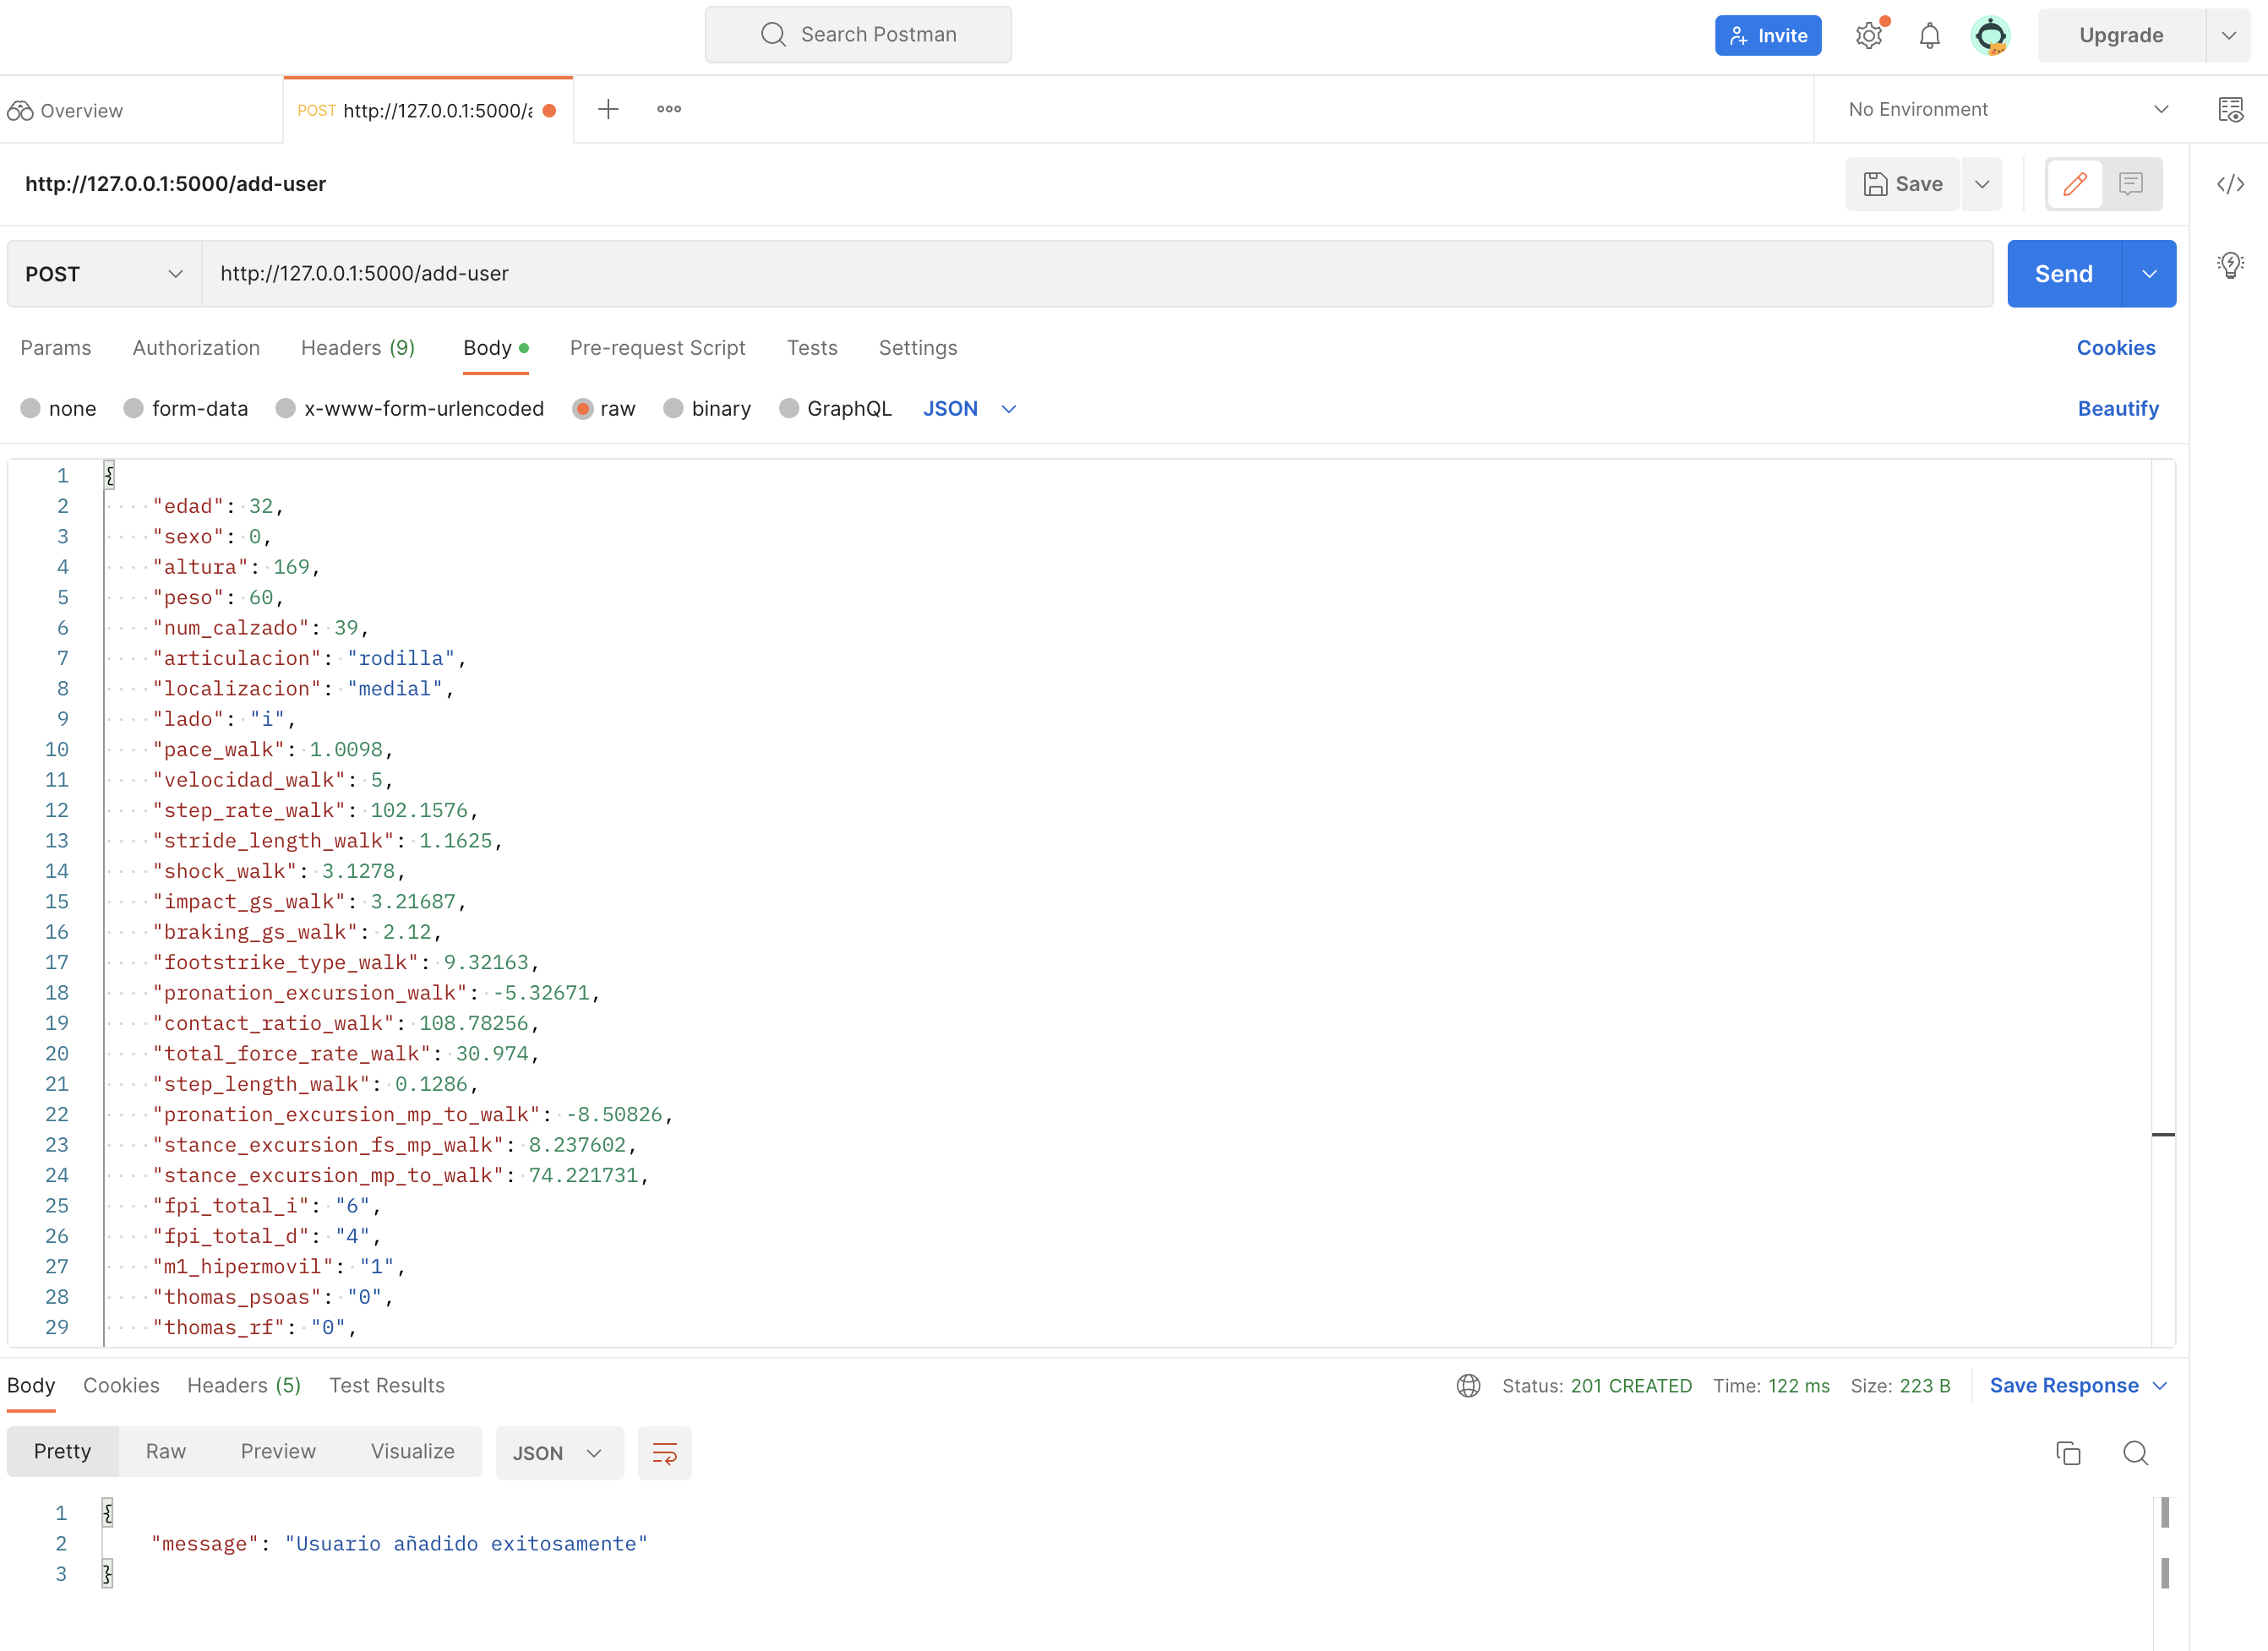 Search Postman
Invite
Upgrade
Overview
POST http://127.0.0.1:5000/a
No Environment
http://127.0.0.1:5000/add-user
Save
POST
http://127.0.0.1:5000/add-user
Send
Params Authorization Headers (9) Body Pre-request Script Tests Settings Cookies
none form-data x-www-form-urlencoded raw binary GraphQL JSON Beautify
1 {
2 "edad": 32,
3 "sexo": 0,
4 "altura": 169,
5 "peso": 60,
6 "num_calzado": 39,
7 "articulacion": "rodilla",
8 "localizacion": "medial",
9 "lado": "i",
10 "pace_walk": 1.0098,
11 "velocidad_walk": 5,
12 "step_rate_walk": 102.1576,
13 "stride_length_walk": 1.1625,
14 "shock_walk": 3.1278,
15 "impact_gs_walk": 3.21687,
16 "braking_gs_walk": 2.12,
17 "footstrike_type_walk": 9.32163,
18 "pronation_excursion_walk": -5.32671,
19 "contact_ratio_walk": 108.78256,
20 "total_force_rate_walk": 30.974,
21 "step_length_walk": 0.1286,
22 "pronation_excursion_mp_to_walk": -8.50826,
23 "stance_excursion_fs_mp_walk": 8.237602,
24 "stance_excursion_mp_to_walk": 74.221731,
25 "fpi_total_i": "6",
26 "fpi_total_d": "4",
27 "m1_hipermovil": "1",
28 "thomas_psoas": "0",
29 "thomas_rf": "0",
Body Cookies Headers (5) Test Results Status: 201 CREATED Time: 122 ms Size: 223 B Save Response
Pretty Raw Preview Visualize JSON
1 {
2 "message": "Usuario añadido exitosamente"
3 }